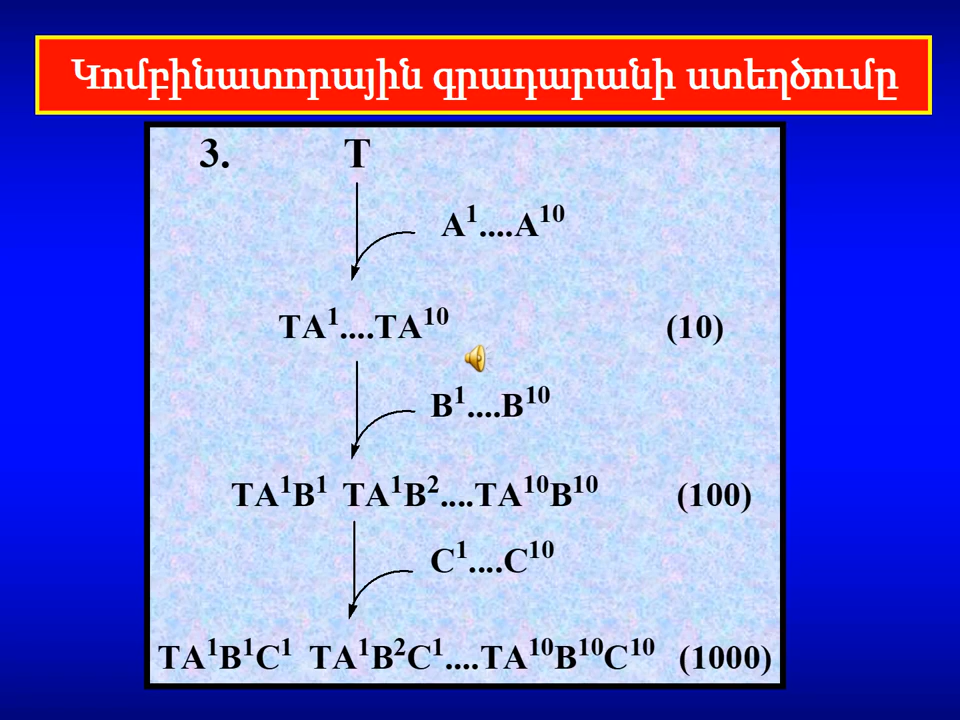 Կոմբինատորային գրադարանի ստեղծումը
3. T
A¹....A¹⁰
TA¹....TA¹⁰ (10)
B¹....B¹⁰
TA¹B¹ TA¹B²....TA¹⁰B¹⁰ (100)
C¹....C¹⁰
TA¹B¹C¹ TA¹B²C¹....TA¹⁰B¹⁰C¹⁰ (1000)